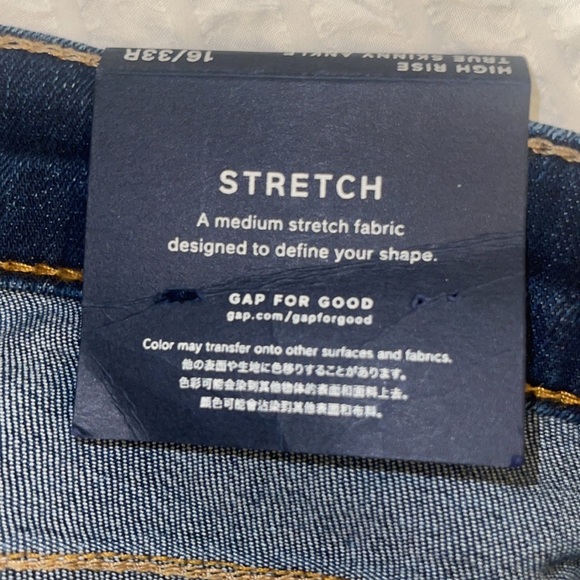 HIGH RISE
TRUE SKINNY ANKLE
16/33R
STRETCH
A medium stretch fabric
designed to define your shape.
GAP FOR GOOD
gap.com/gapforgood
Color may transfer onto other surfaces and fabrics.
他の表面や生地に色移りすることがあります。
色彩可能会染到其他物体的表面和面料上去。
顏色可能會沾染到其他表面和布料。